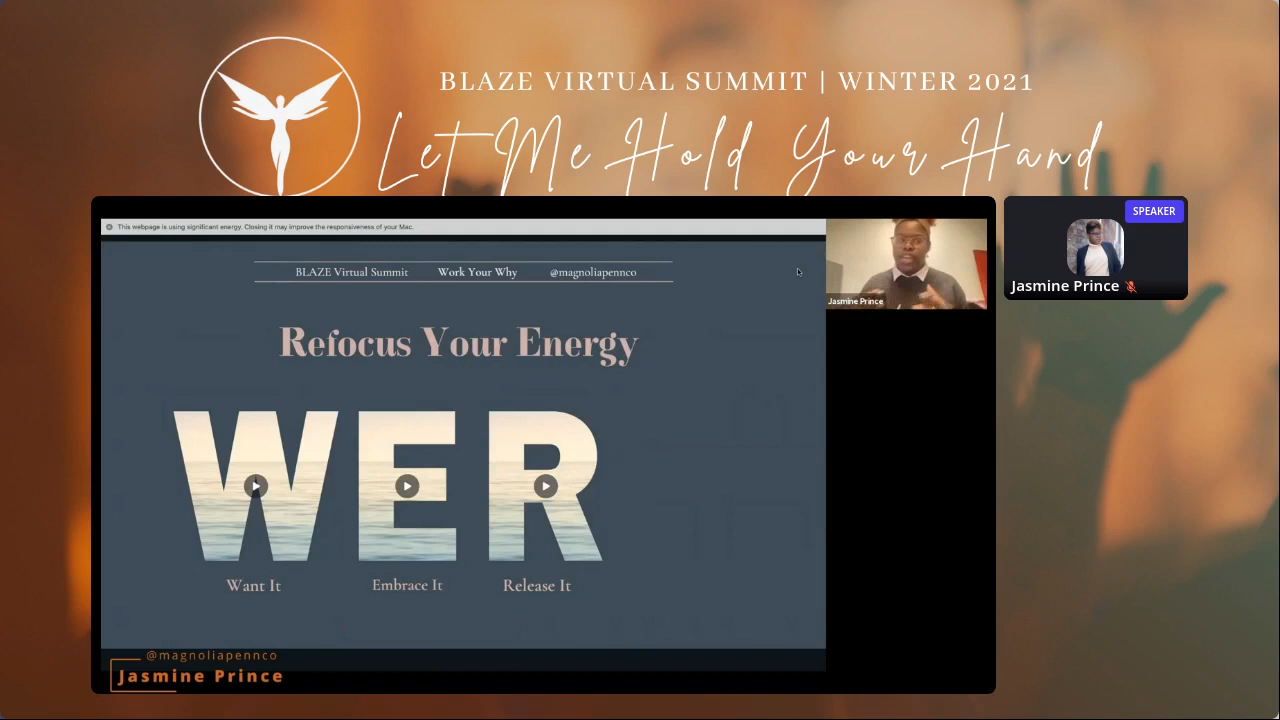 BLAZE VIRTUAL SUMMIT | WINTER 2021
Let Me Hold Your Hand
SPEAKER
Jasmine Prince
This webpage is using significant energy. Closing it may improve the responsiveness of your Mac.
BLAZE Virtual Summit Work Your Why @magnoliapennco
Jasmine Prince
Refocus Your Energy
WER
Want It Embrace It Release It
@magnoliapennco
Jasmine Prince